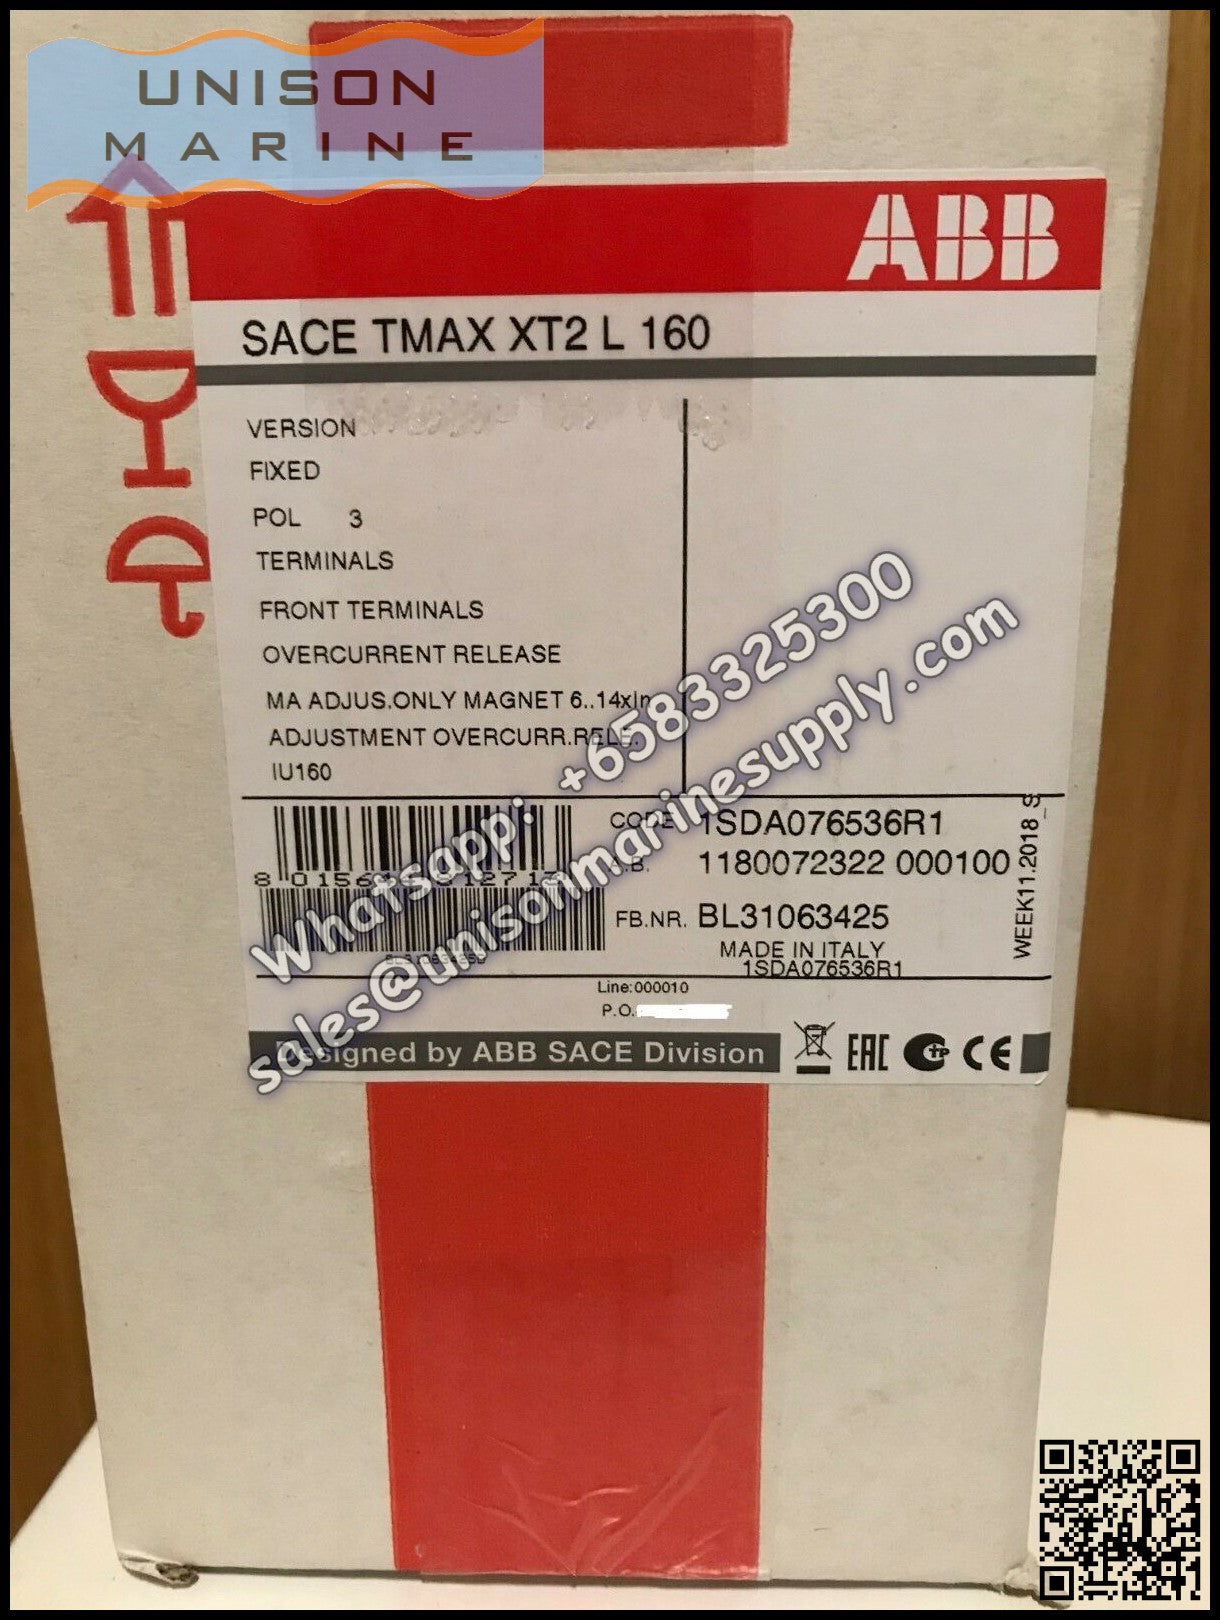 UNISON
MARINE
ABB
SACE TMAX XT2 L 160
VERSION
FIXED
POL 3
TERMINALS
FRONT TERMINALS
OVERCURRENT RELEASE
MA ADJUS.ONLY MAGNET 6..14xIn
ADJUSTMENT OVERCURR.RELE.
IU160
CODE 1SDA076536R1
A.B. 1180072322 000100
FB.NR. BL31063425
MADE IN ITALY
1SDA076536R1
WEEK11.2018_S
Line:000010
P.O.
Designed by ABB SACE Division
EAC
CE
Whatsapp: +6583325300
sales@unisonmarinesupply.com